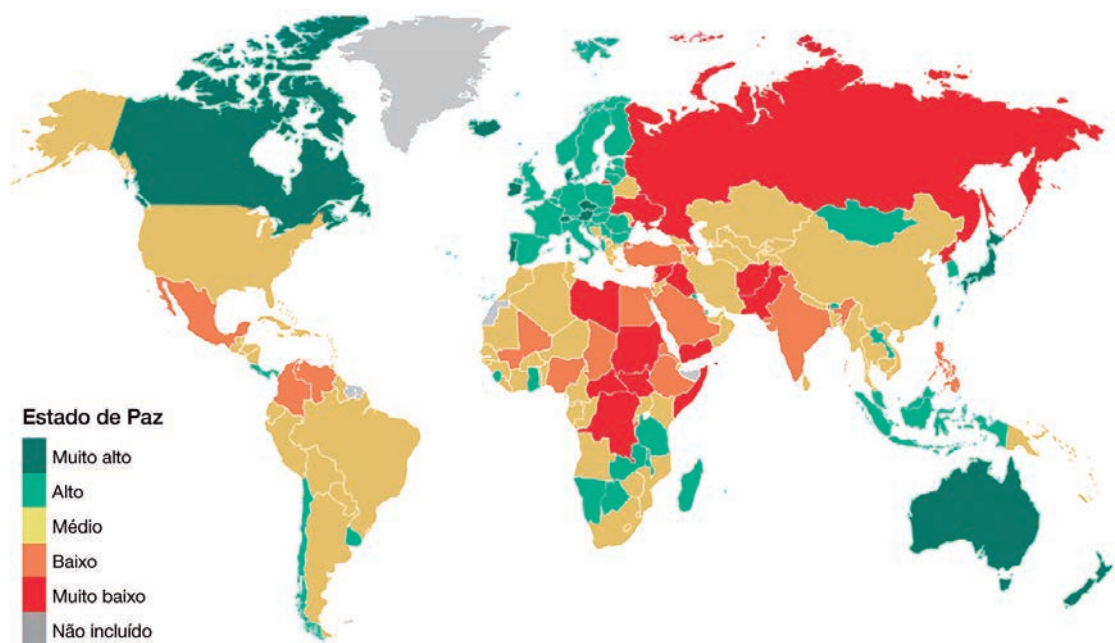 Estado de Paz
Muito alto
Alto
Médio
Baixo
Muito baixo
Não incluído